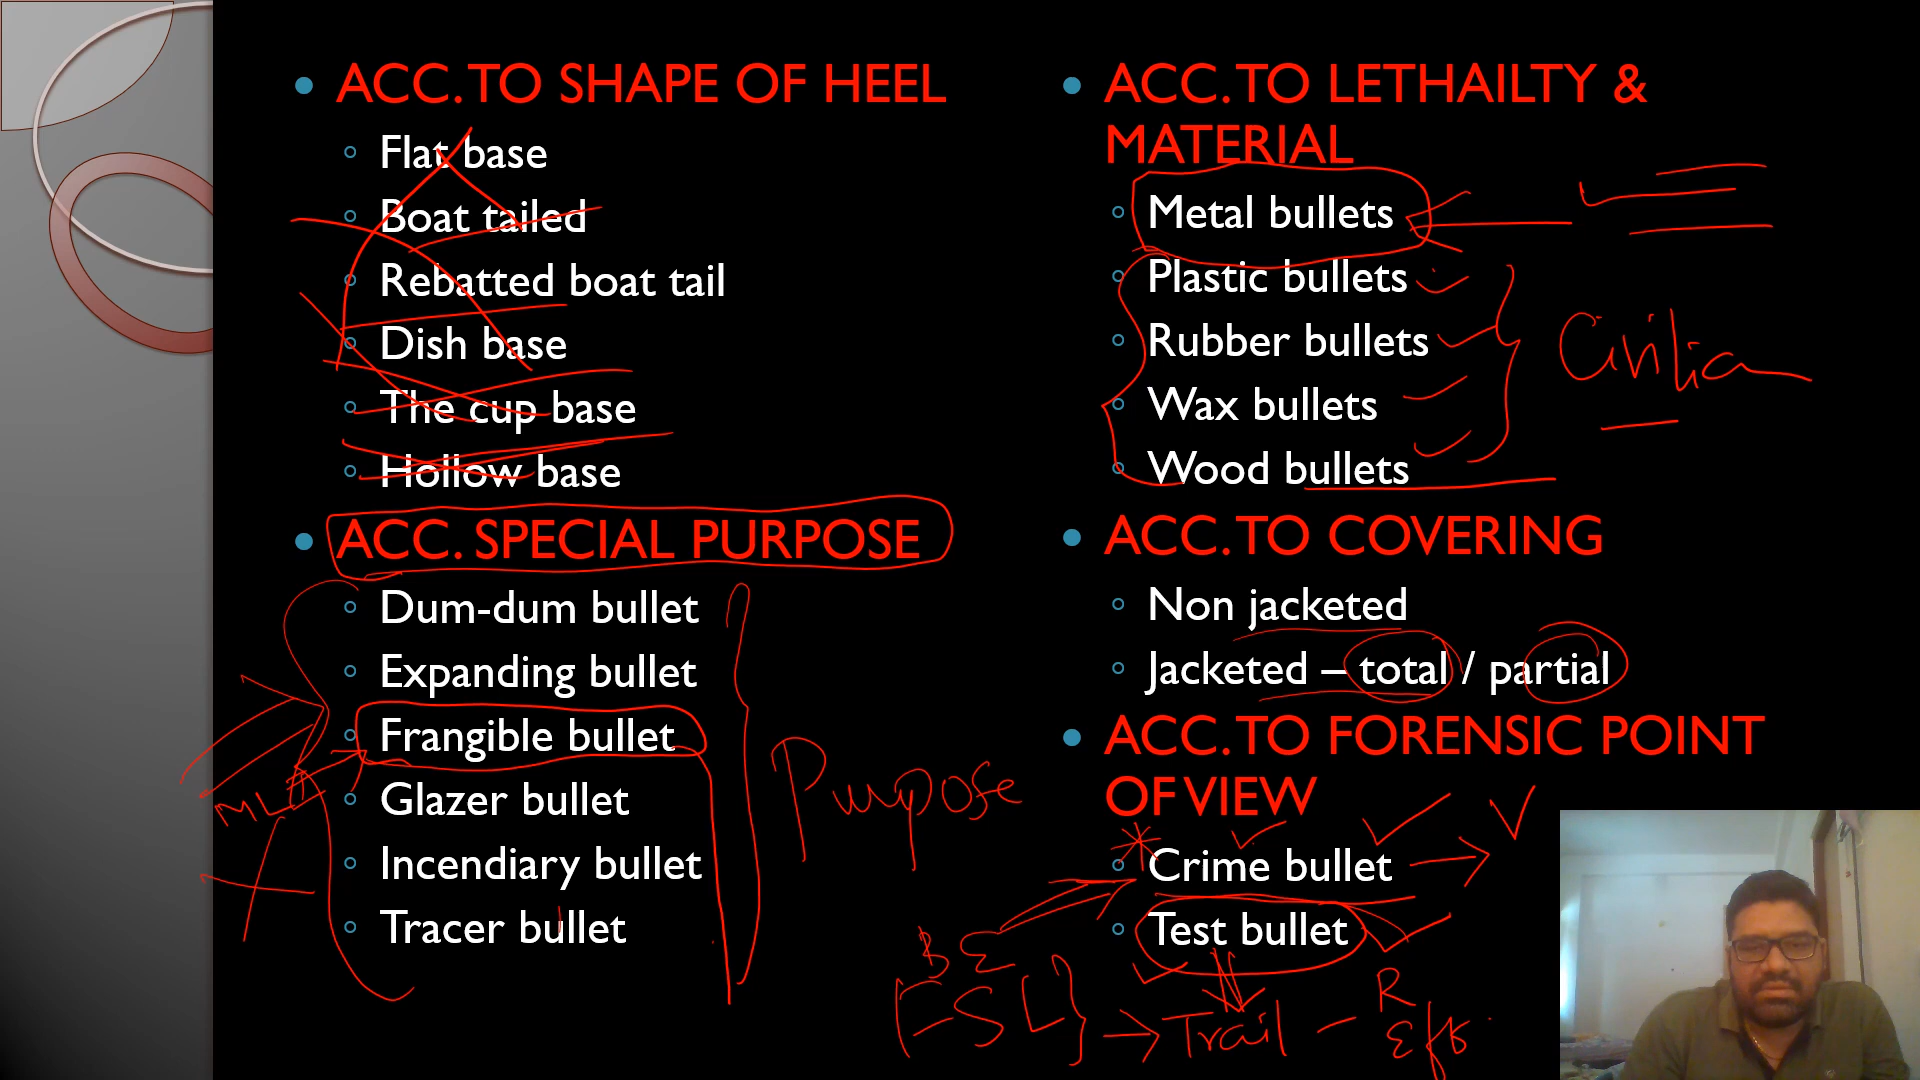 ACC. TO SHAPE OF HEEL
Flat base
Boat tailed
Rebatted boat tail
Dish base
The cup base
Hollow base
ACC. SPECIAL PURPOSE
Dum-dum bullet
Expanding bullet
Frangible bullet
Glazer bullet
Incendiary bullet
Tracer bullet
Purpose
ACC. TO LETHAILTY &
MATERIAL
Metal bullets
Plastic bullets
Rubber bullets
Wax bullets
Wood bullets
Civilian
ACC. TO COVERING
Non jacketed
Jacketed – total / partial
ACC. TO FORENSIC POINT
OF VIEW
Crime bullet
Test bullet
BE
FSL
Trail - R